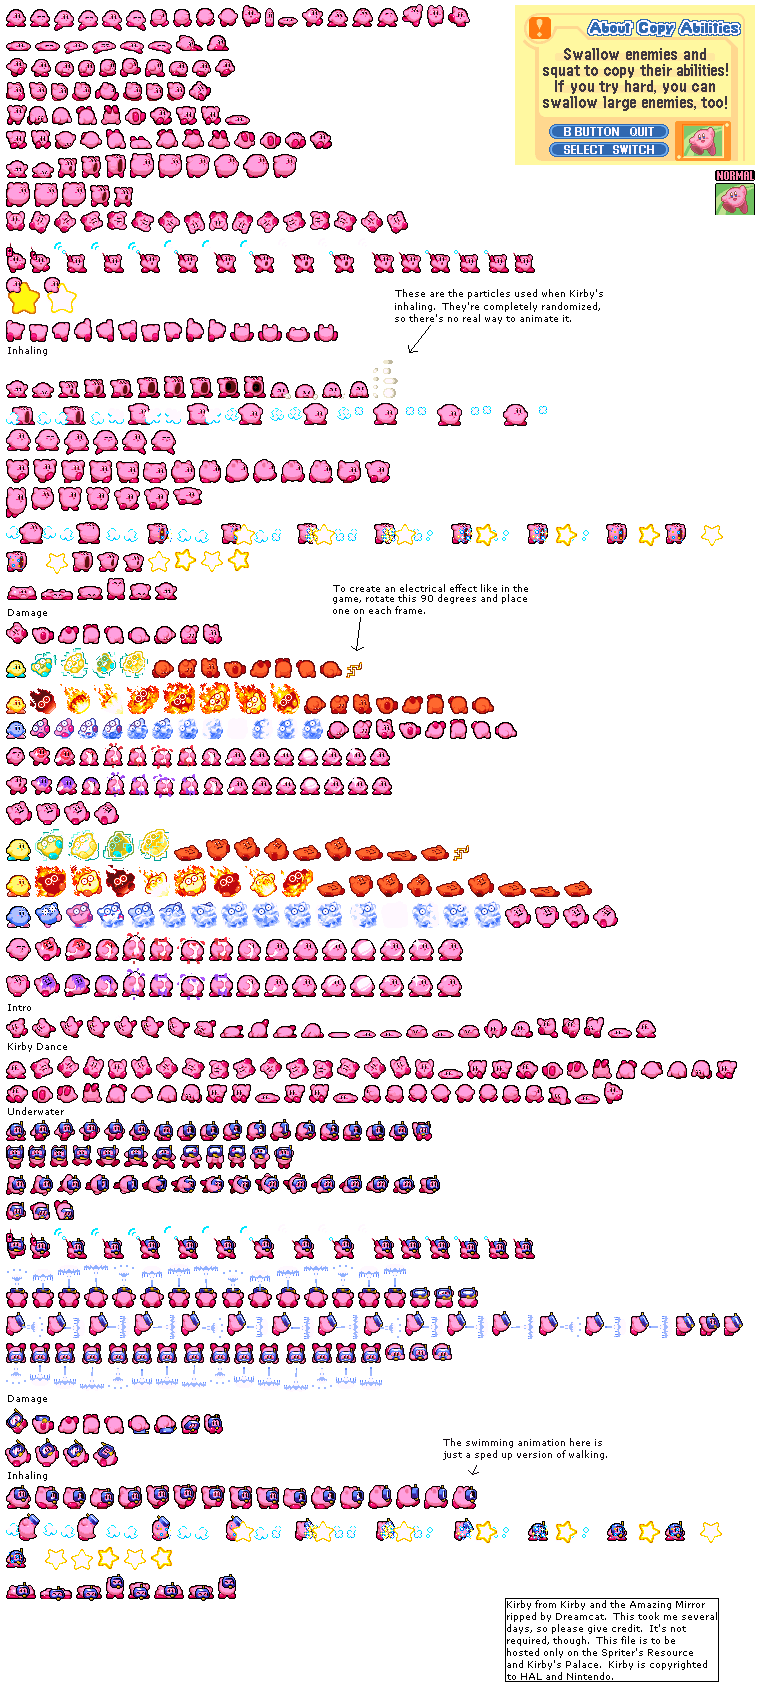 About Copy Abilities
Swallow enemies and
squat to copy their abilities!
If you try hard, you can
swallow large enemies, too!
B BUTTON QUIT
SELECT SWITCH
NORMAL
These are the particles used when Kirby's
inhaling. They're completely randomized,
so there's no real way to animate it.
Inhaling
To create an electrical effect like in the
game, rotate this 90 degrees and place
one on each frame.
Damage
Intro
Kirby Dance
Underwater
Damage
The swimming animation here is
just a sped up version of walking.
Inhaling
Kirby from Kirby and the Amazing Mirror
ripped by Dreamcat. This took me several
days, so please give credit. It's not
required, though. This file is to be
hosted only on the Spriter's Resource
and Kirby's Palace. Kirby is copyrighted
to HAL and Nintendo.